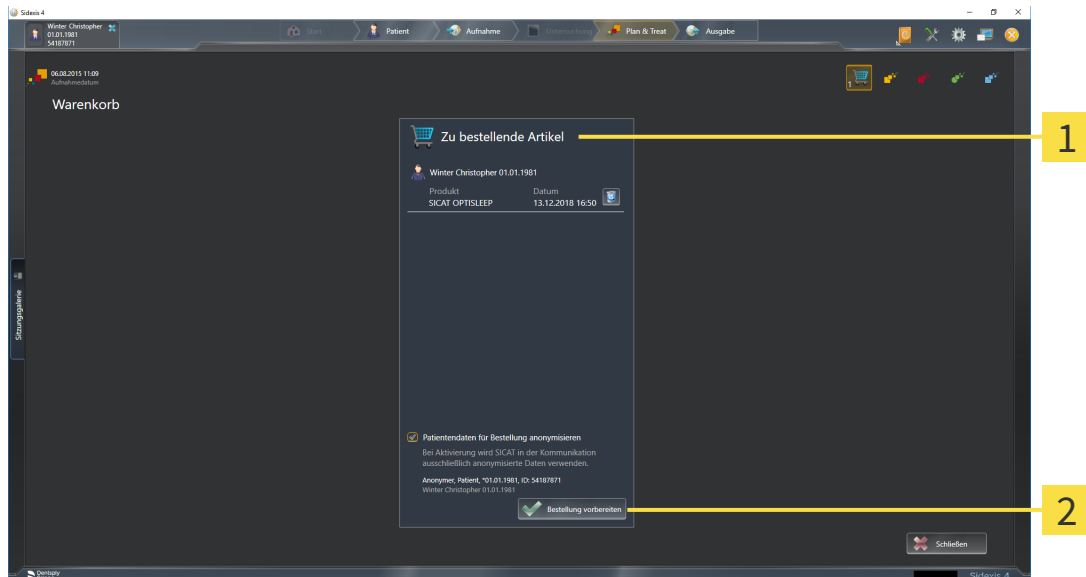 Sidexis 4
Winter Christopher
01.01.1981
54187871
Start
Patient
Aufnahme
Untersuchung
Plan & Treat
Ausgabe
06.08.2015 11:09
Aufnahmedatum
1
Warenkorb
Zu bestellende Artikel
1
Winter Christopher 01.01.1981
Produkt Datum
SICAT OPTISLEEP 13.12.2018 16:50
Sitzungsgalerie
Patientendaten für Bestellung anonymisieren
Bei Aktivierung wird SICAT in der Kommunikation
ausschließlich anonymisierte Daten verwenden.
Anonymer, Patient, *01.01.1981, ID: 54187871
Winter Christopher 01.01.1981
Bestellung vorbereiten
2
Schließen
Dentsply
Sidexis 4